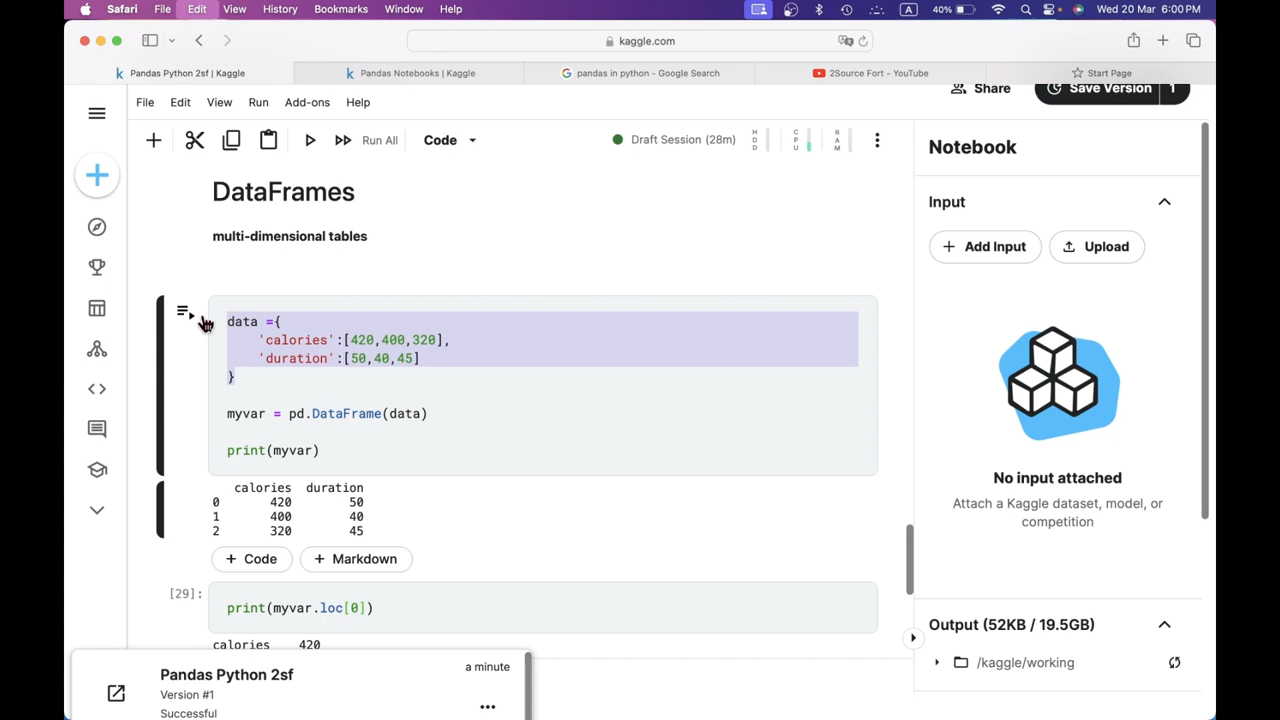 Safari File Edit View History Bookmarks Window Help A 40% Wed 20 Mar 6:00 PM
kaggle.com
Pandas Python 2sf | Kaggle Pandas Notebooks | Kaggle pandas in python - Google Search 2Source Fort - YouTube Start Page
File Edit View Run Add-ons Help
Share Save Version 1
Run All Code Draft Session (28m) HDD CPU RAM
Notebook
DataFrames
multi-dimensional tables
Input
+ Add Input Upload
data ={
'calories':[420,400,320],
'duration':[50,40,45]
}
myvar = pd.DataFrame(data)
print(myvar)
calories duration
0 420 50
1 400 40
2 320 45
No input attached
Attach a Kaggle dataset, model, or
competition
+ Code + Markdown
[29]: print(myvar.loc[0])
calories 420
Output (52KB / 19.5GB)
/kaggle/working
Pandas Python 2sf a minute
Version #1
Successful